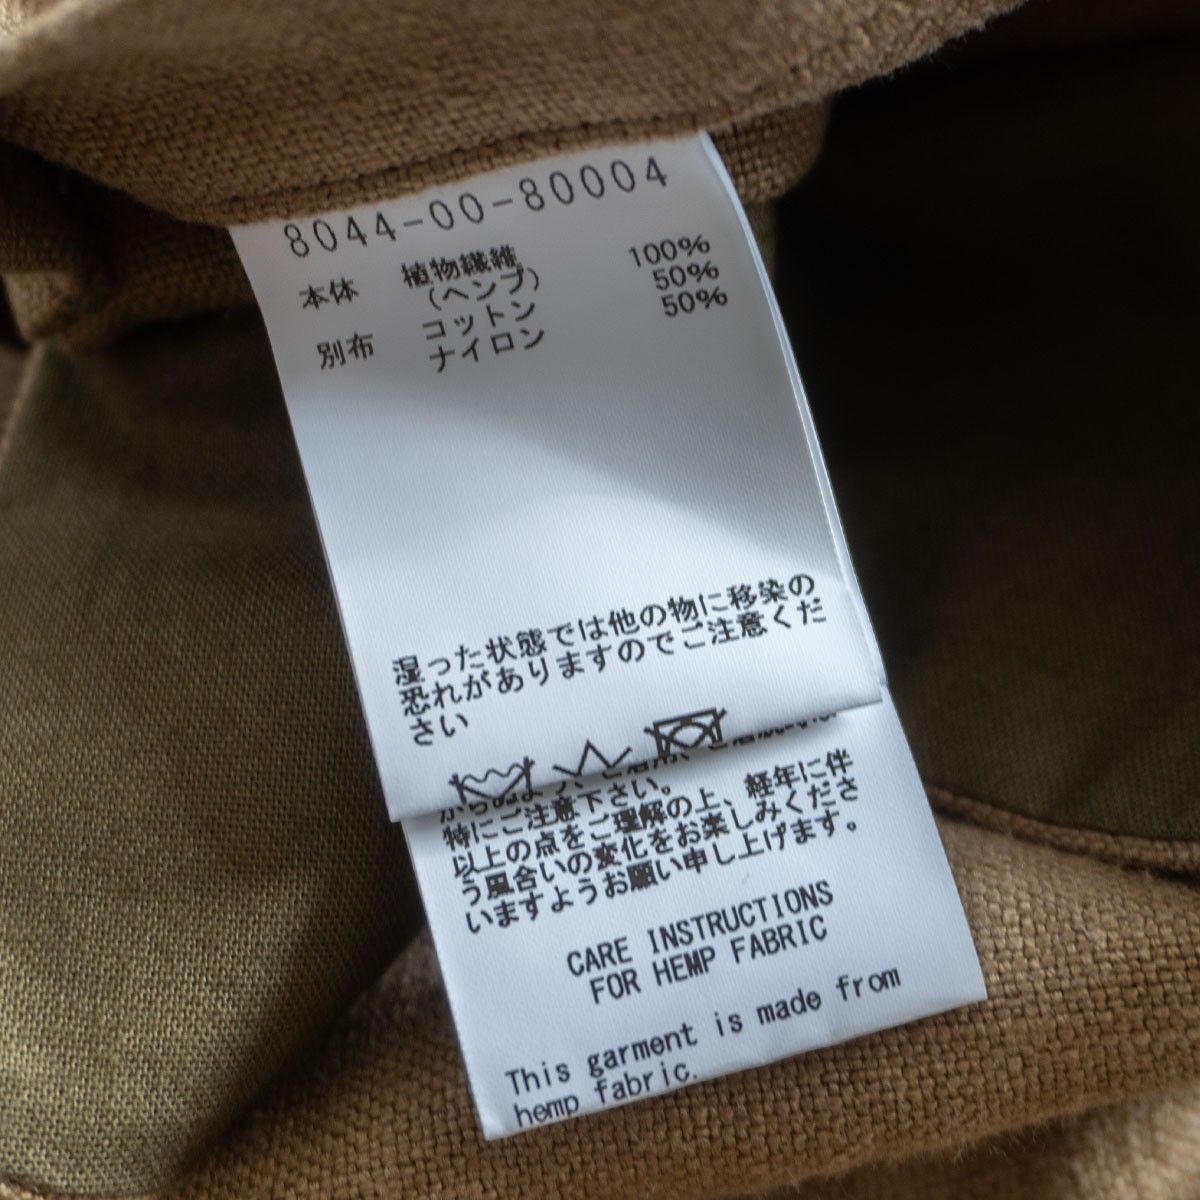 8044-00-80004
本体 植物繊維 100%
(ヘンプ) 50%
別布 コットン 50%
ナイロン
湿った状態では他の物に移染の
恐れがありますのでご注意くだ
さい
特にご注意下さい。
以上の点をご理解の上、経年に伴
う風合いの変化をお楽しみくださ
いますようお願い申し上げます。
CARE INSTRUCTIONS
FOR HEMP FABRIC
This garment is made from
hemp fabric.